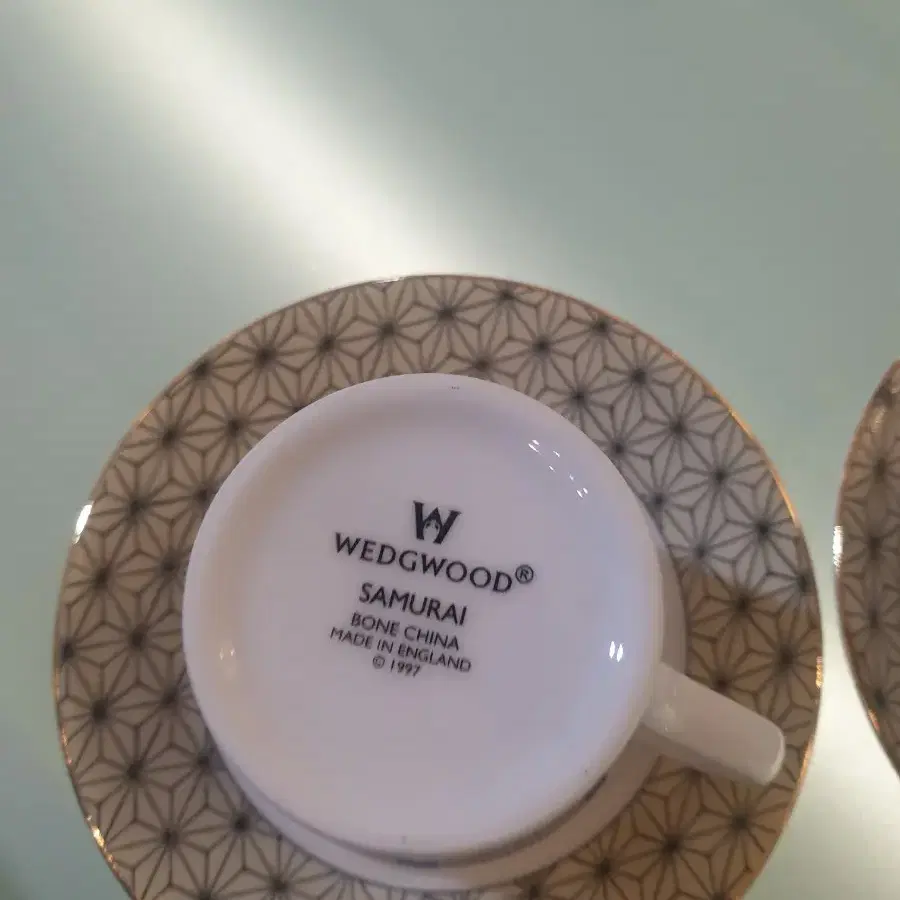 W
WEDGWOOD®
SAMURAI
BONE CHINA
MADE IN ENGLAND
© 1997